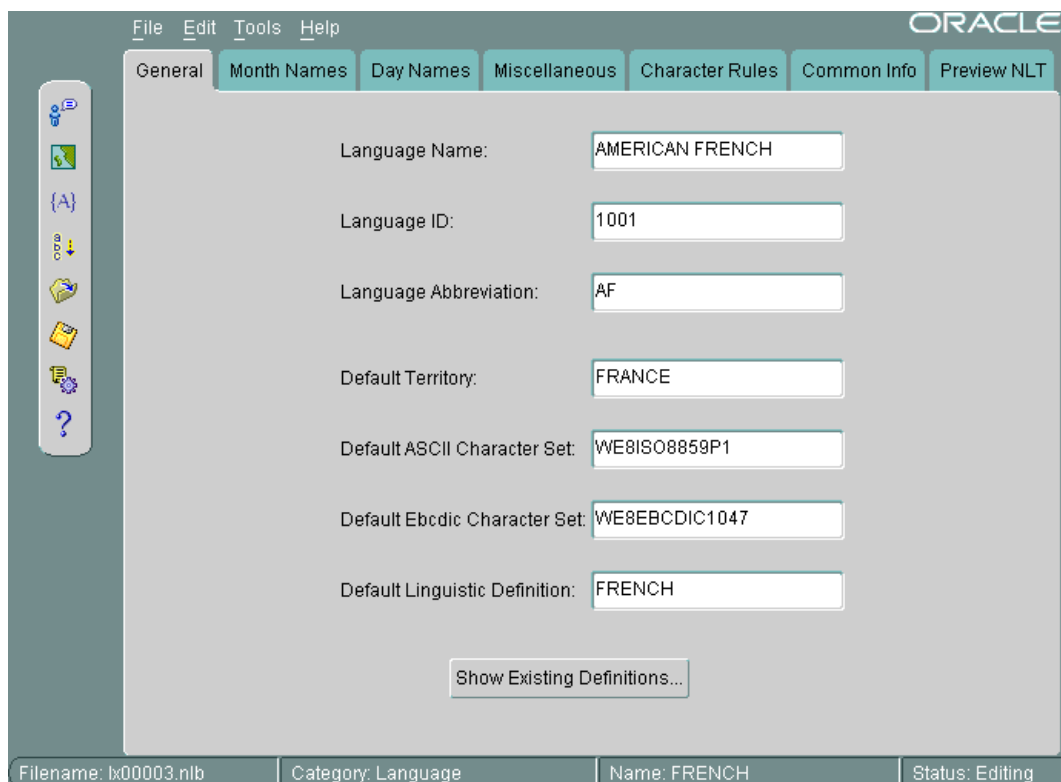 File Edit Tools Help
ORACLE
General Month Names Day Names Miscellaneous Character Rules Common Info Preview NLT
{A}
a
b
c
?
Language Name: AMERICAN FRENCH
Language ID: 1001
Language Abbreviation: AF
Default Territory: FRANCE
Default ASCII Character Set: WE8ISO8859P1
Default Ebcdic Character Set: WE8EBCDIC1047
Default Linguistic Definition: FRENCH
Show Existing Definitions...
Filename: lx00003.nlb Category: Language Name: FRENCH Status: Editing